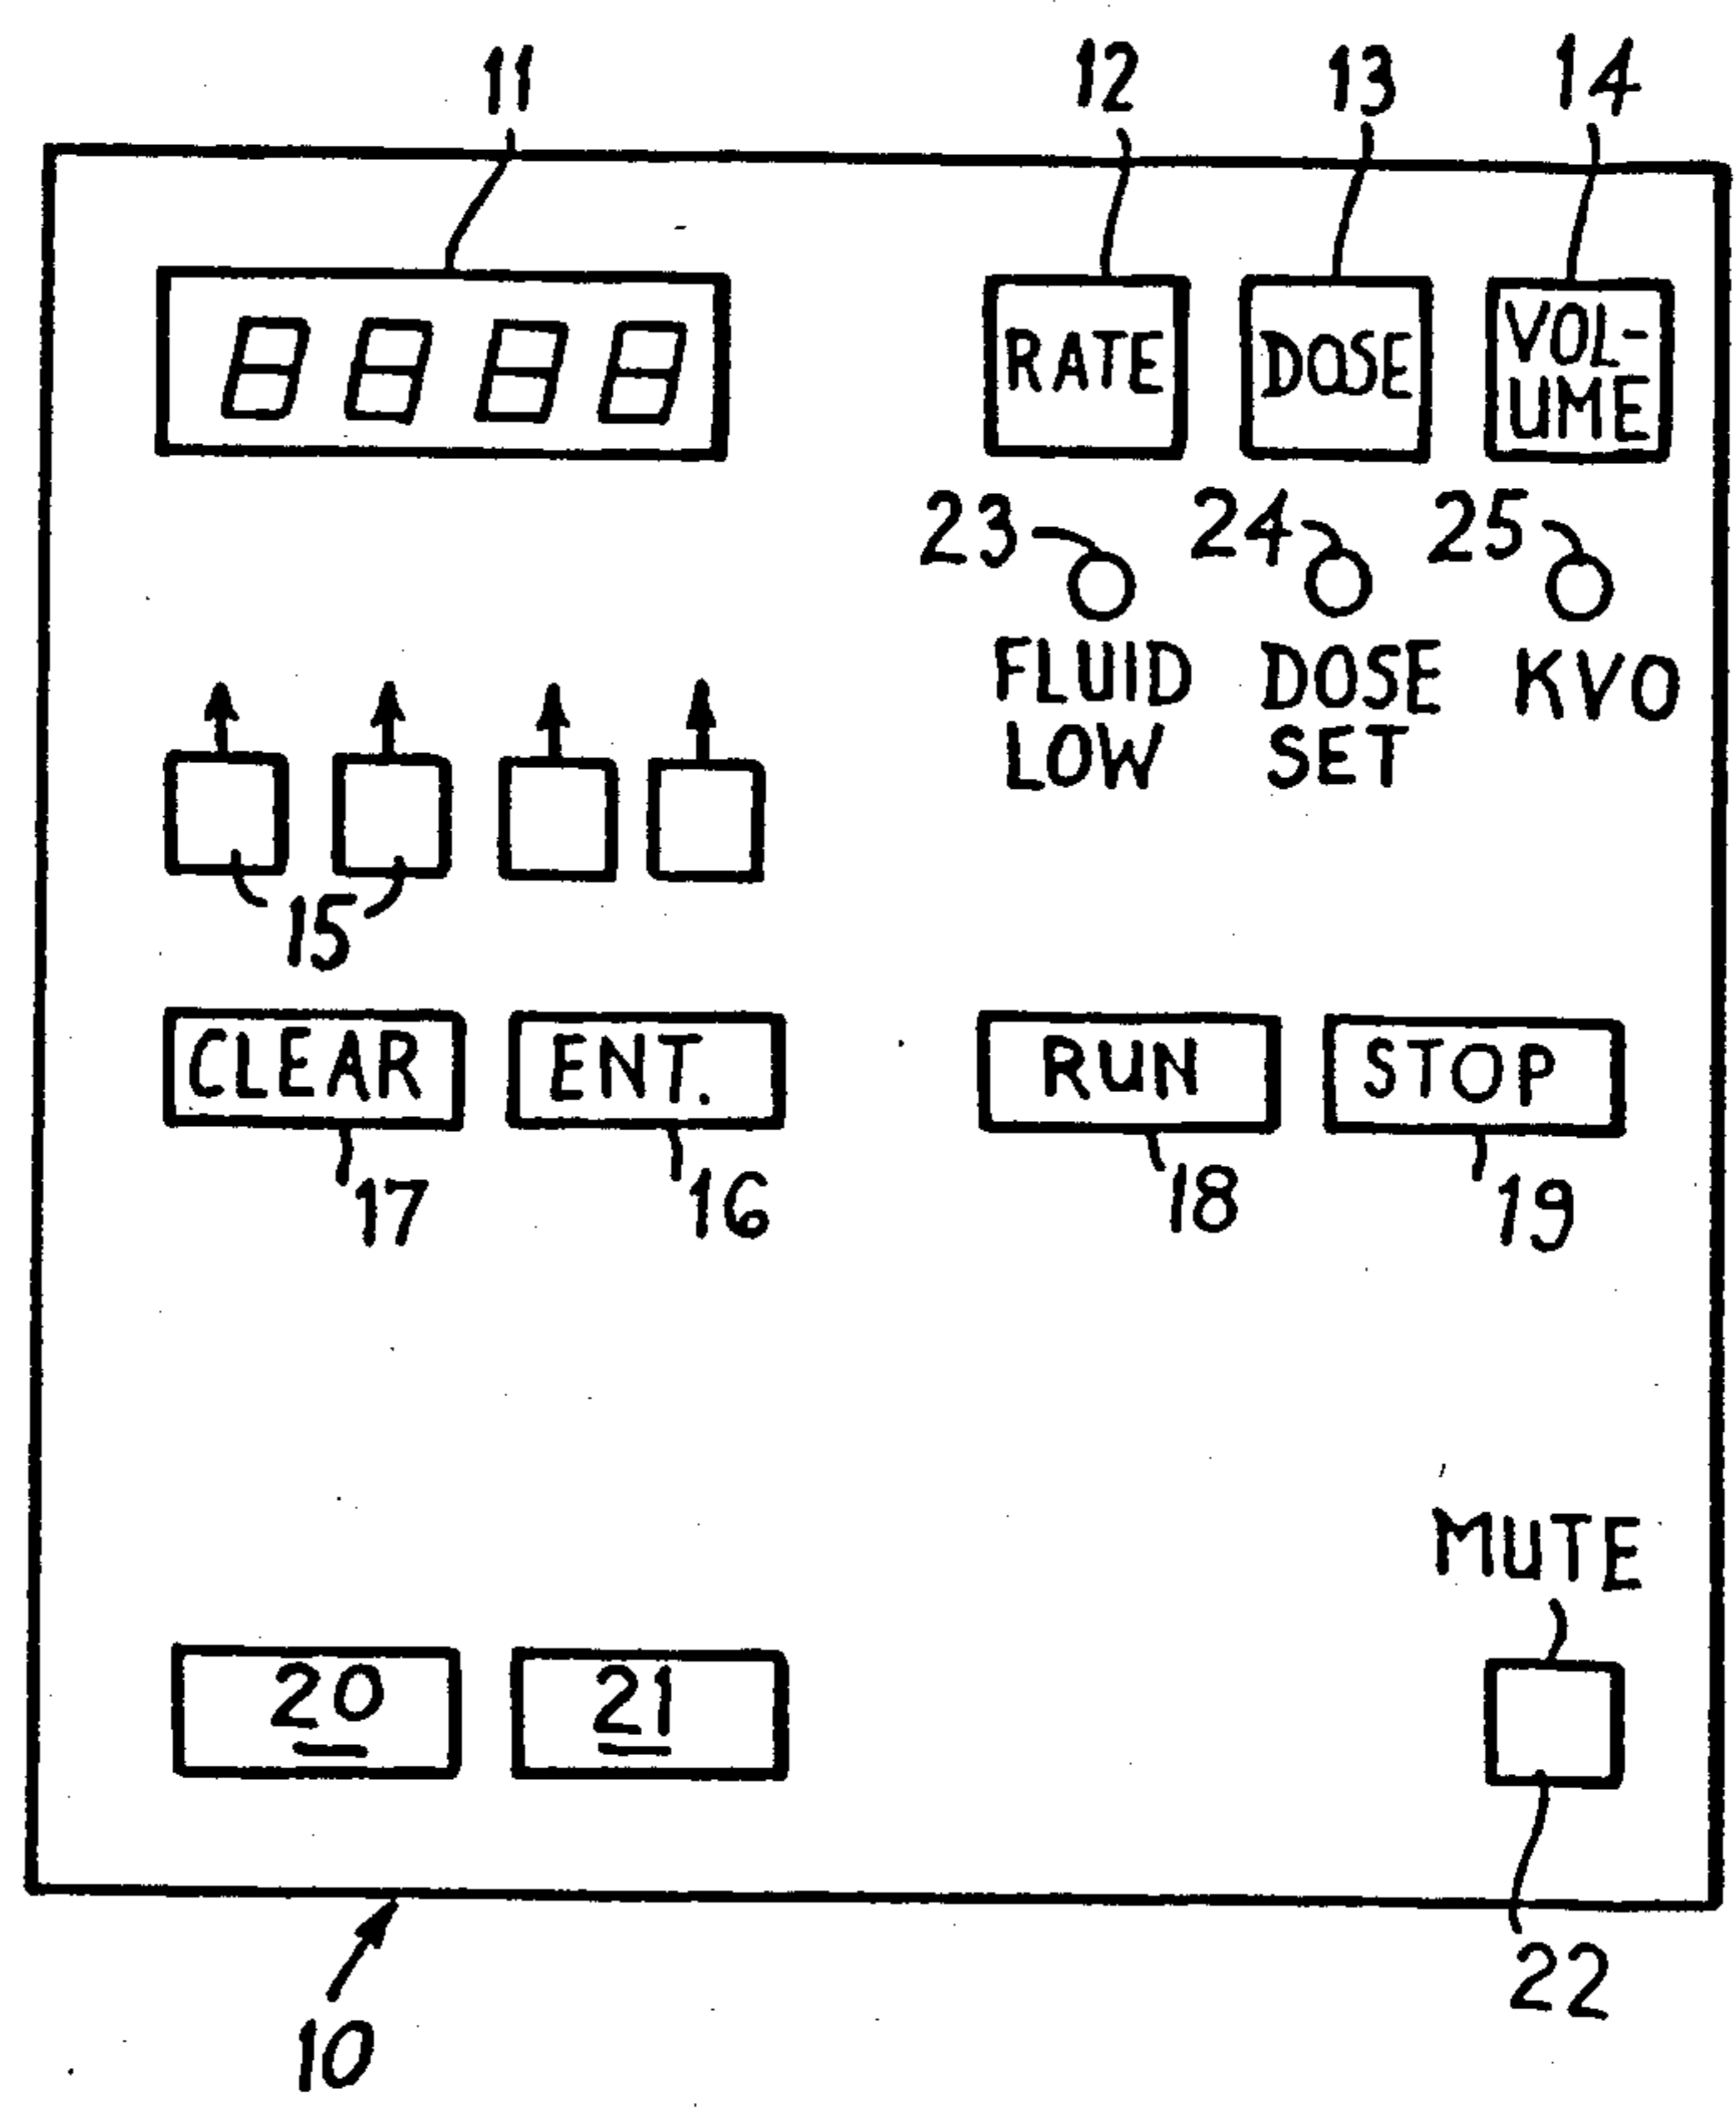 11 12 13 14
8888
RATE DOSE VOL-
UME
23 24 25
FLUID DOSE KVO
LOW SET
15
CLEAR ENT. RUN STOP
17 16 18 19
MUTE
20 21
22
10